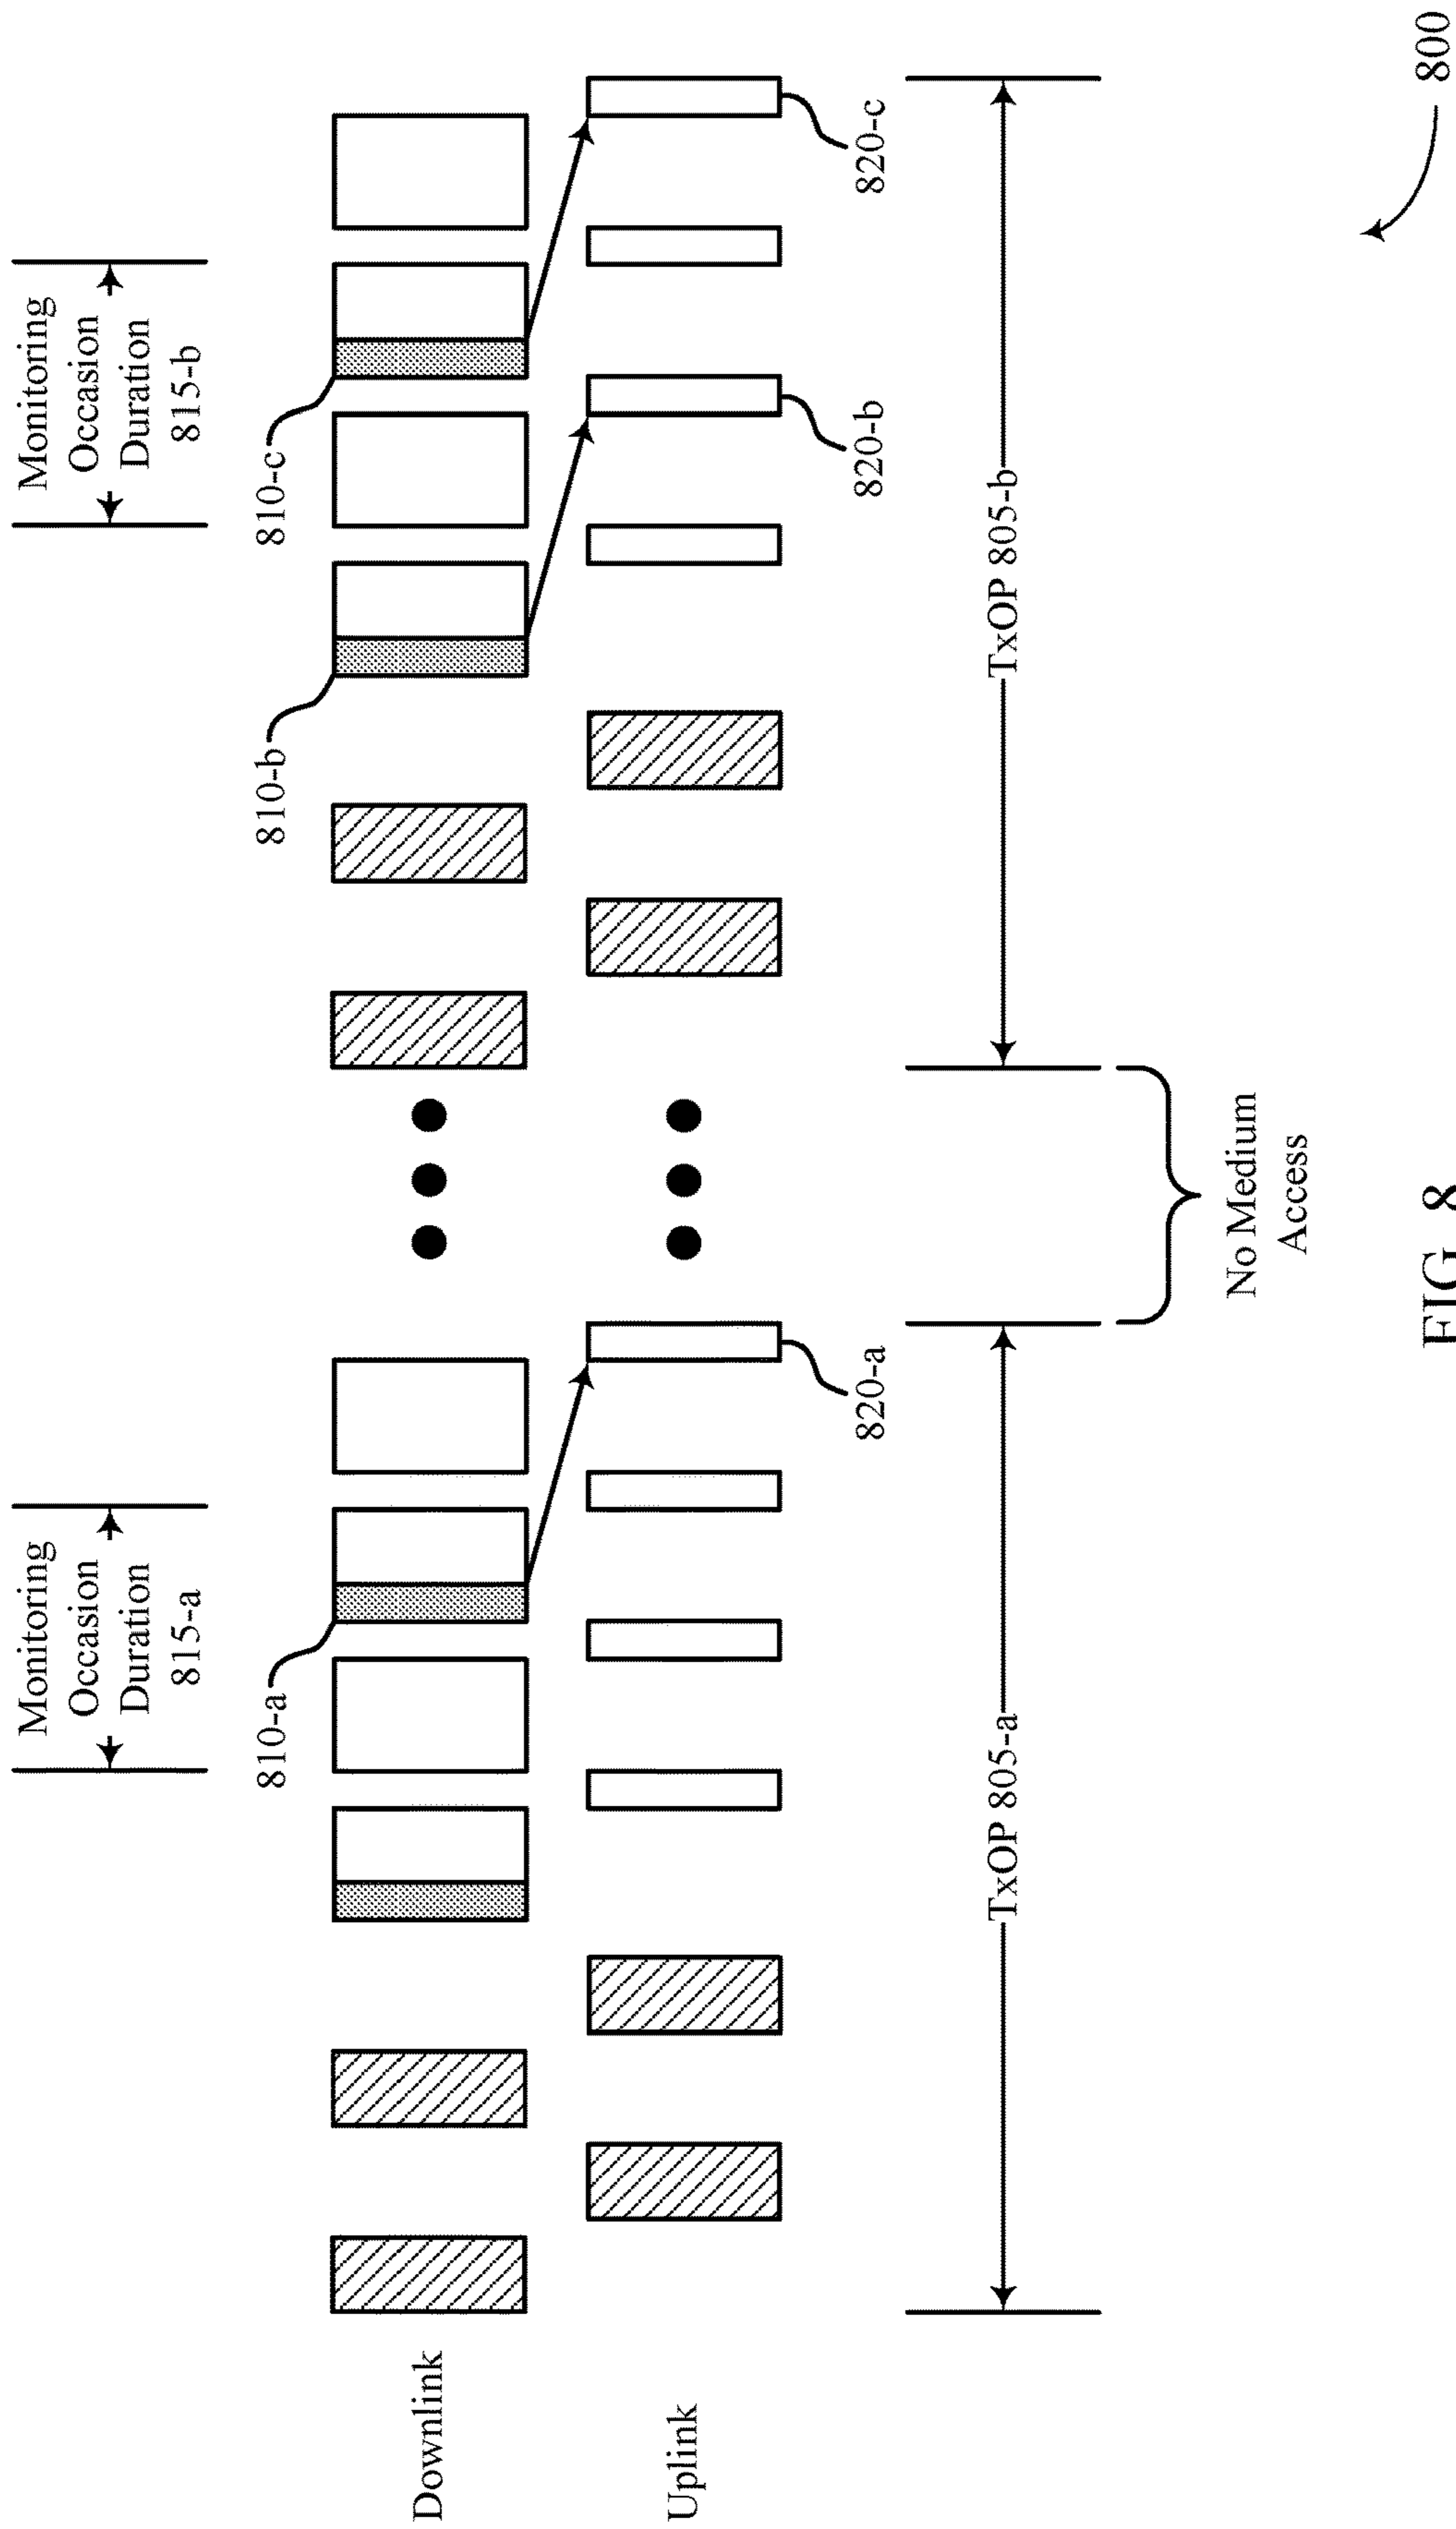 Monitoring
Occasion
Duration
815-a
Monitoring
Occasion
Duration
815-b
810-a
810-b
810-c
Downlink
Uplink
820-a
820-b
820-c
TxOP 805-a
TxOP 805-b
No Medium
Access
800
FIG. 8